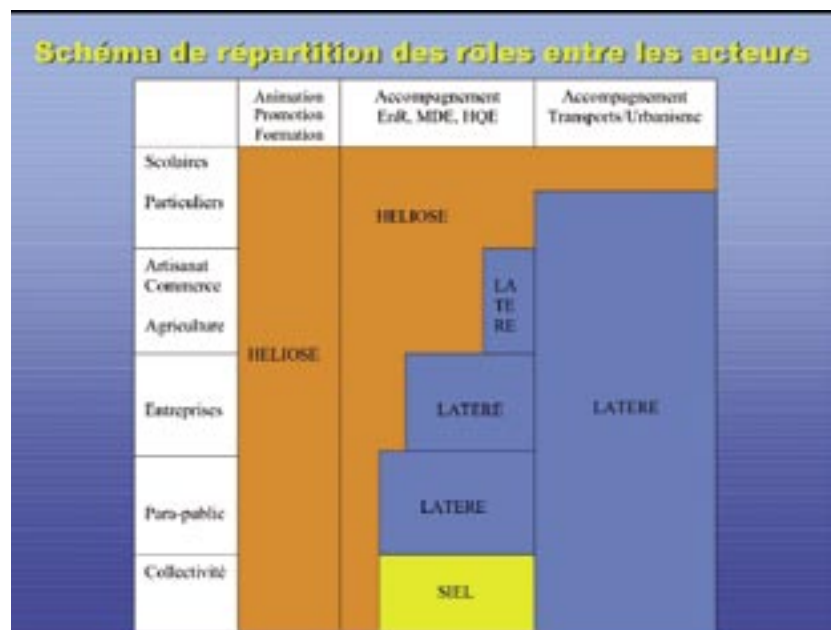 Schéma de répartition des rôles entre les acteurs
Animation
Promotion
Formation
Accompagnement
EnR, MDE, HQE
Accompagnement
Transports/Urbanisme
Scolaires
Particuliers
HELIOSE
Artisanat
Commerce
Agriculture
LA
TE
RE
HELIOSE
Entreprises
LATERE
LATERE
Para-public
LATERE
Collectivité
SIEL